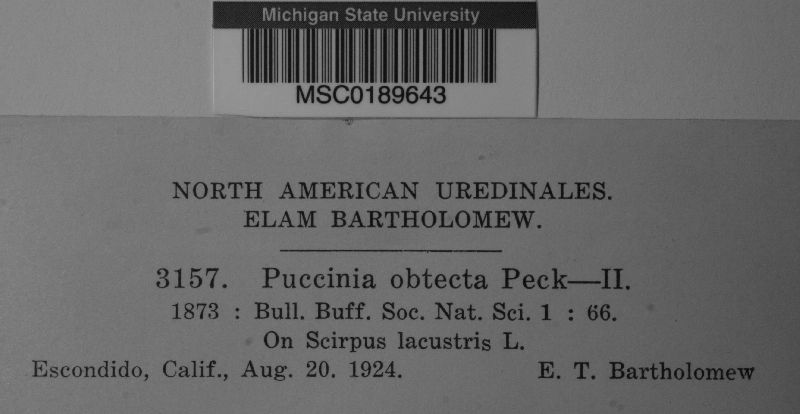 Michigan State University
MSC0189643
NORTH AMERICAN UREDINALES.
ELAM BARTHOLOMEW.
3157. Puccinia obtecta Peck—II.
1873 : Bull. Buff. Soc. Nat. Sci. 1 : 66.
On Scirpus lacustris L.
Escondido, Calif., Aug. 20. 1924. E. T. Bartholomew